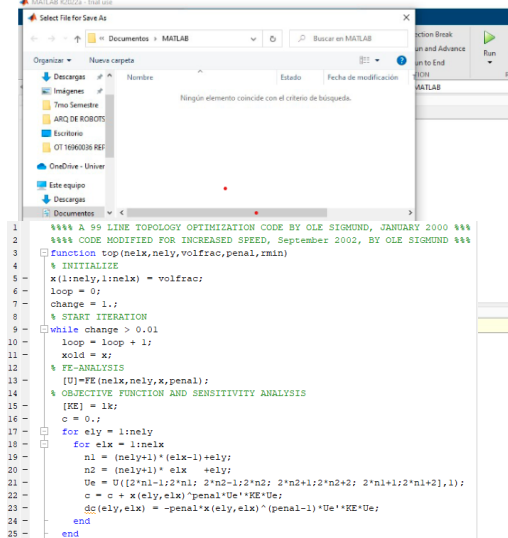 MATLAB R2022a - trial use
Select File for Save As
« Documentos > MATLAB
Buscar en MATLAB
Organizar
Nueva carpeta
Nombre
Estado
Fecha de modificación
Ningún elemento coincide con el criterio de búsqueda.
Descargas
Imágenes
7mo Semestre
ARQ DE ROBOTS
Escritorio
OT 16960036 REF
OneDrive - Univer
Este equipo
Descargas
Documentos
ection Break
un and Advance
un to End
Run
ION
MATLAB
1 %%%% A 99 LINE TOPOLOGY OPTIMIZATION CODE BY OLE SIGMUND, JANUARY 2000 %%%
2 %%%% CODE MODIFIED FOR INCREASED SPEED, September 2002, BY OLE SIGMUND %%%
3 function top(nelx,nely,volfrac,penal,rmin)
4 % INITIALIZE
5 - x(1:nely,1:nelx) = volfrac;
6 - loop = 0;
7 - change = 1.;
8 % START ITERATION
9 - while change > 0.01
10 - loop = loop + 1;
11 - xold = x;
12 % FE-ANALYSIS
13 - [U]=FE(nelx,nely,x,penal);
14 % OBJECTIVE FUNCTION AND SENSITIVITY ANALYSIS
15 - [KE] = lk;
16 - c = 0.;
17 - for ely = 1:nely
18 - for elx = 1:nelx
19 - n1 = (nely+1)*(elx-1)+ely;
20 - n2 = (nely+1)* elx +ely;
21 - Ue = U([2*n1-1;2*n1; 2*n2-1;2*n2; 2*n2+1;2*n2+2; 2*n1+1;2*n1+2],1);
22 - c = c + x(ely,elx)^penal*Ue'*KE*Ue;
23 - dc(ely,elx) = -penal*x(ely,elx)^(penal-1)*Ue'*KE*Ue;
24 - end
25 - end